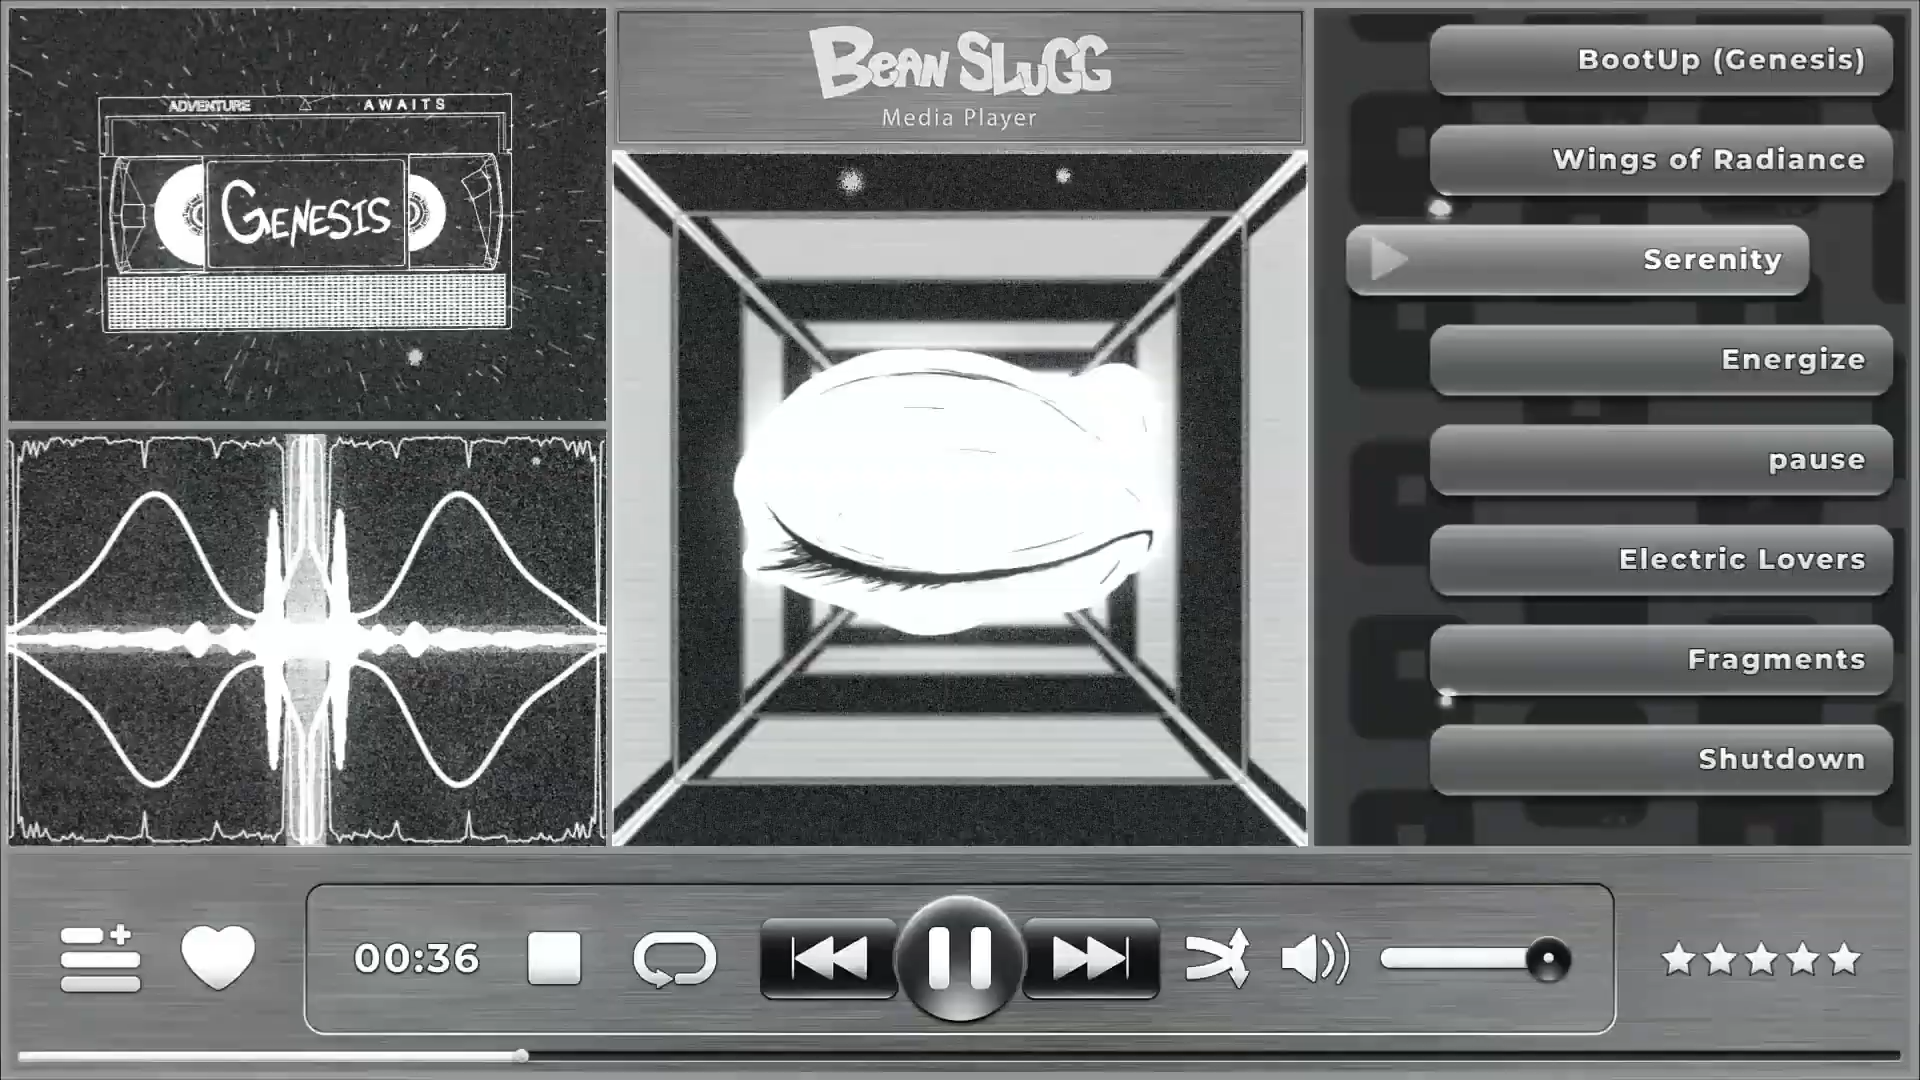 ADVENTURE AWAITS
GENESIS
BEAN SLUGG
Media Player
BootUp (Genesis)
Wings of Radiance
Serenity
Energize
pause
Electric Lovers
Fragments
Shutdown
00:36